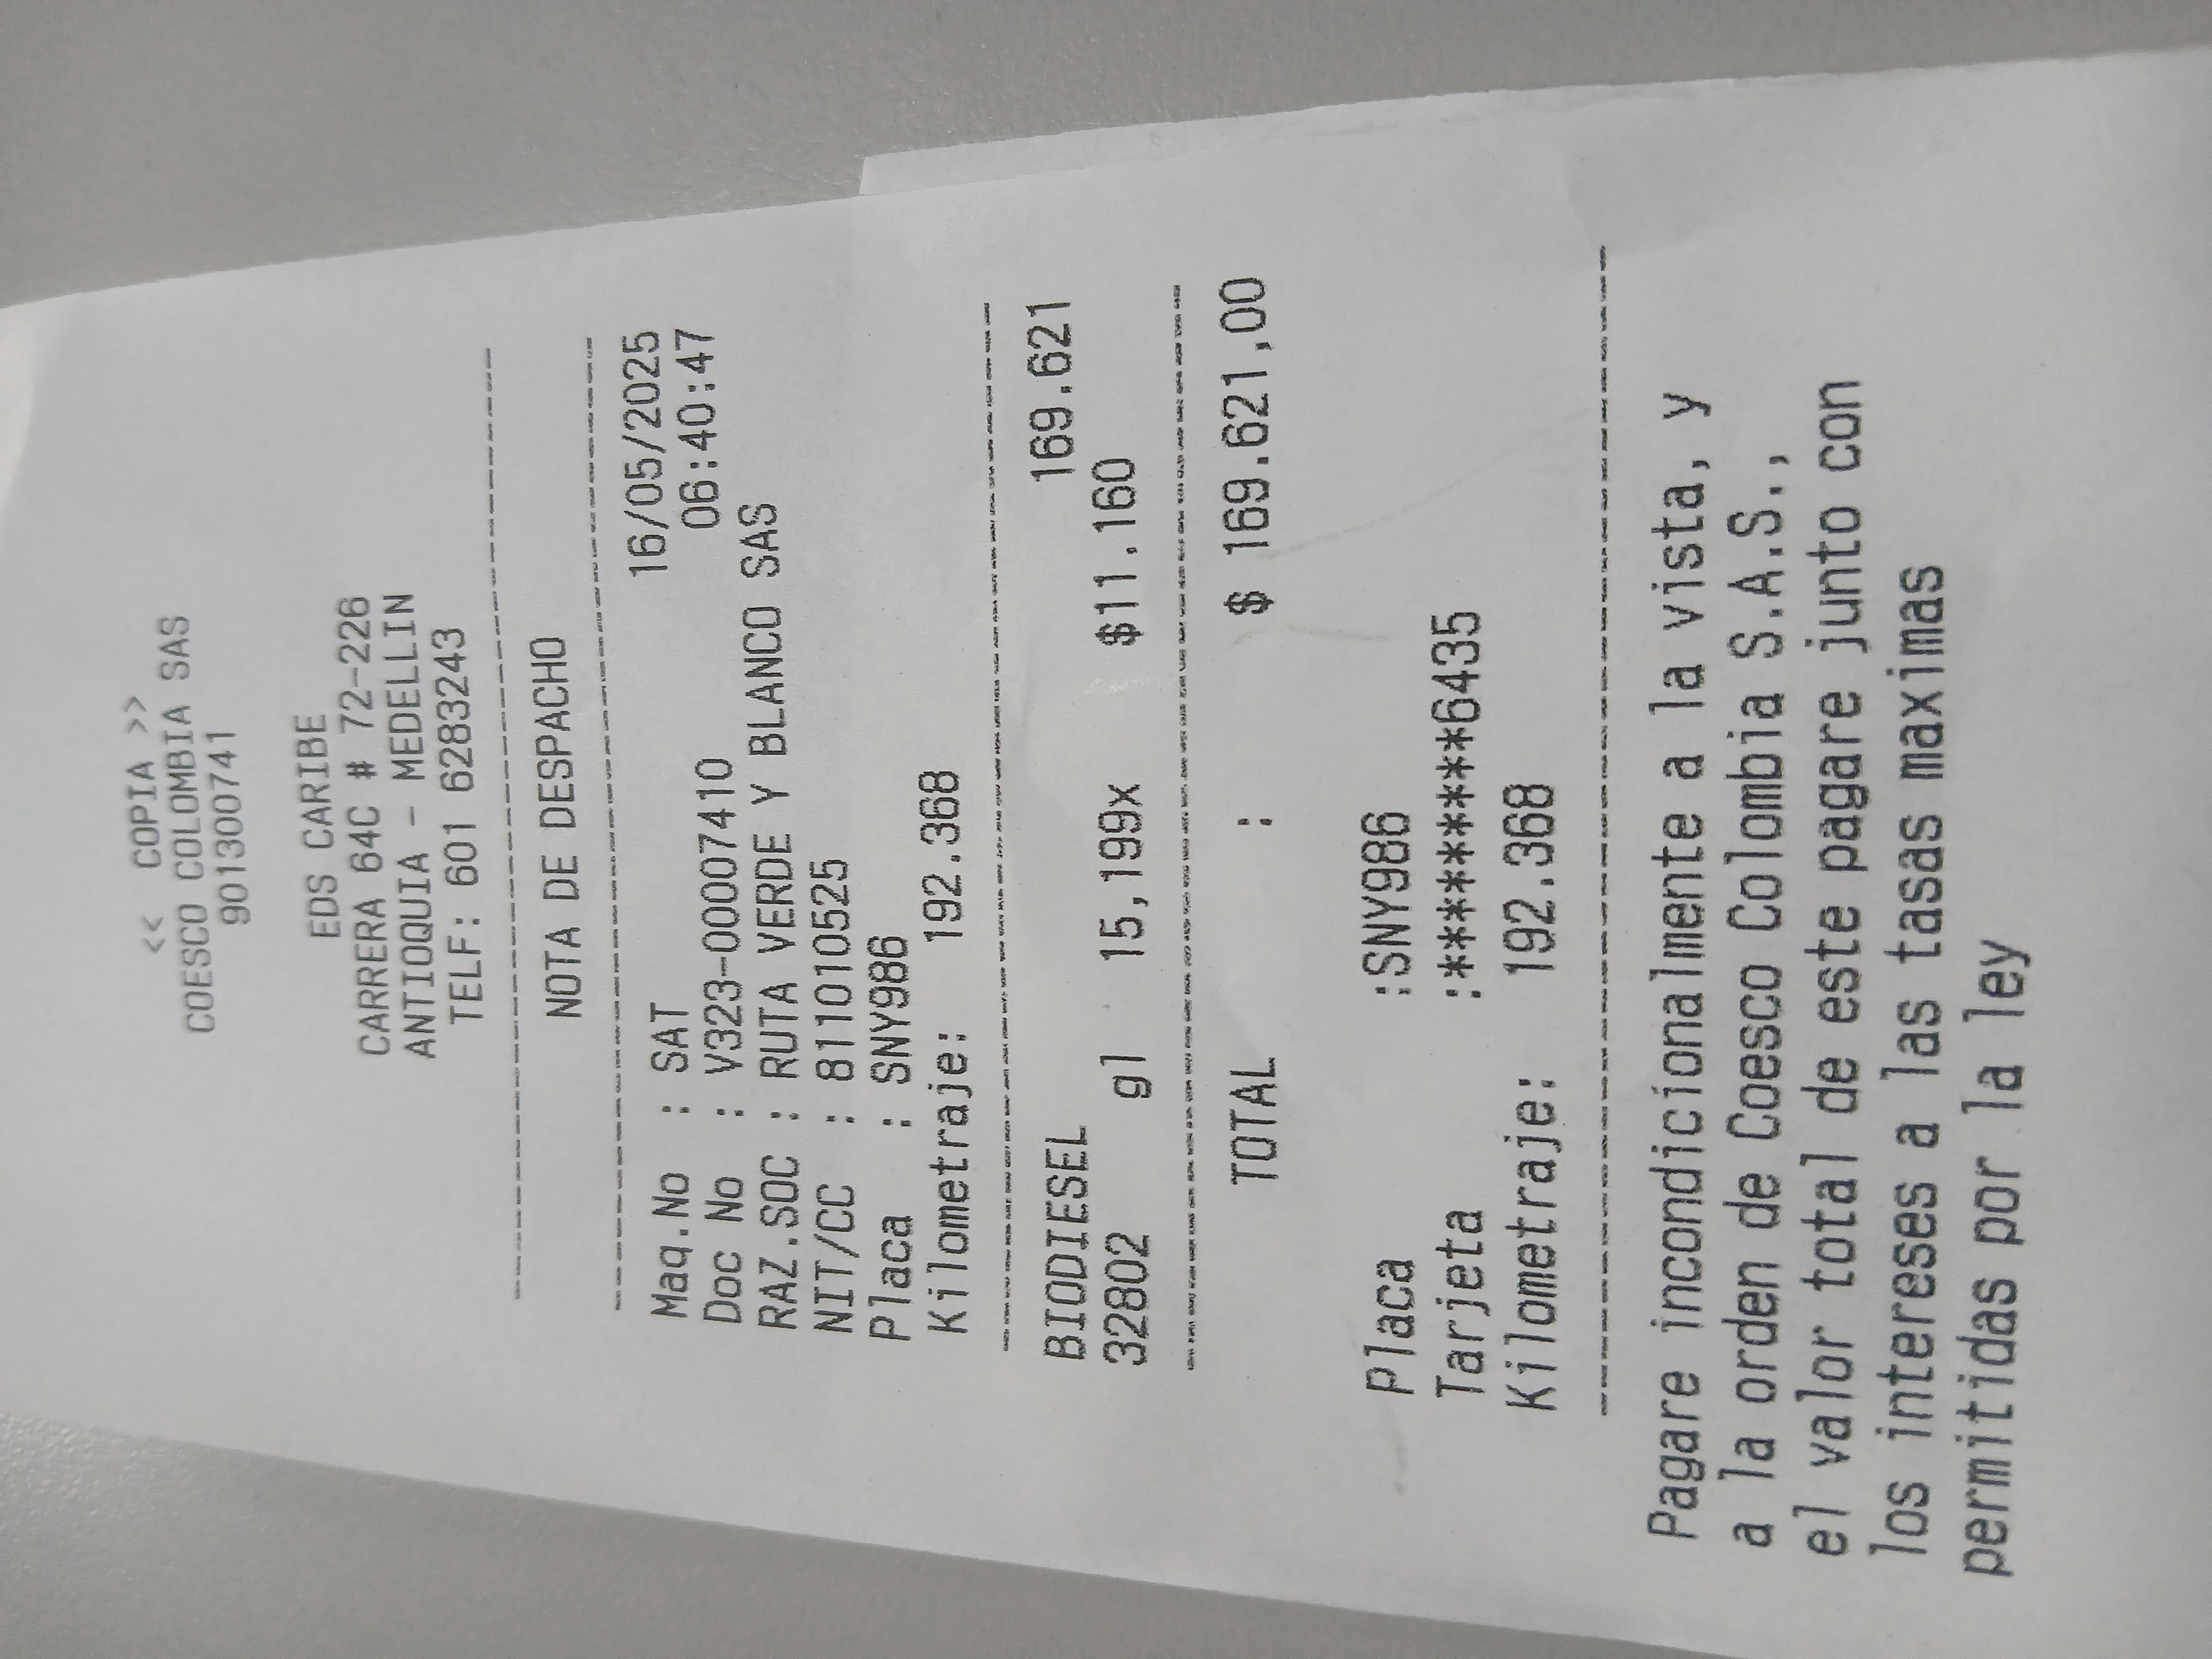 << COPIA >>
COESCO COLOMBIA SAS
901300741
EDS CARIBE
CARRERA 64C # 72-226
ANTIOQUIA - MEDELLIN
TELF: 601 6283243
NOTA DE DESPACHO
16/05/2025
Maq.No : SAT 06:40:47
Doc No : V323-00007410
RAZ.SOC : RUTA VERDE Y BLANCO SAS
NIT/CC : 811010525
Placa : SNY986
Kilometraje: 192.368
BIODIESEL 169.621
32802 gl 15,199x $11.160
TOTAL : $ 169.621,00
Placa :SNY986
Tarjeta :************6435
Kilometraje: 192.368
Pagare incondicionalmente a la vista, y
a la orden de Coesco Colombia S.A.S.,
el valor total de este pagare junto con
los intereses a las tasas maximas
permitidas por la ley